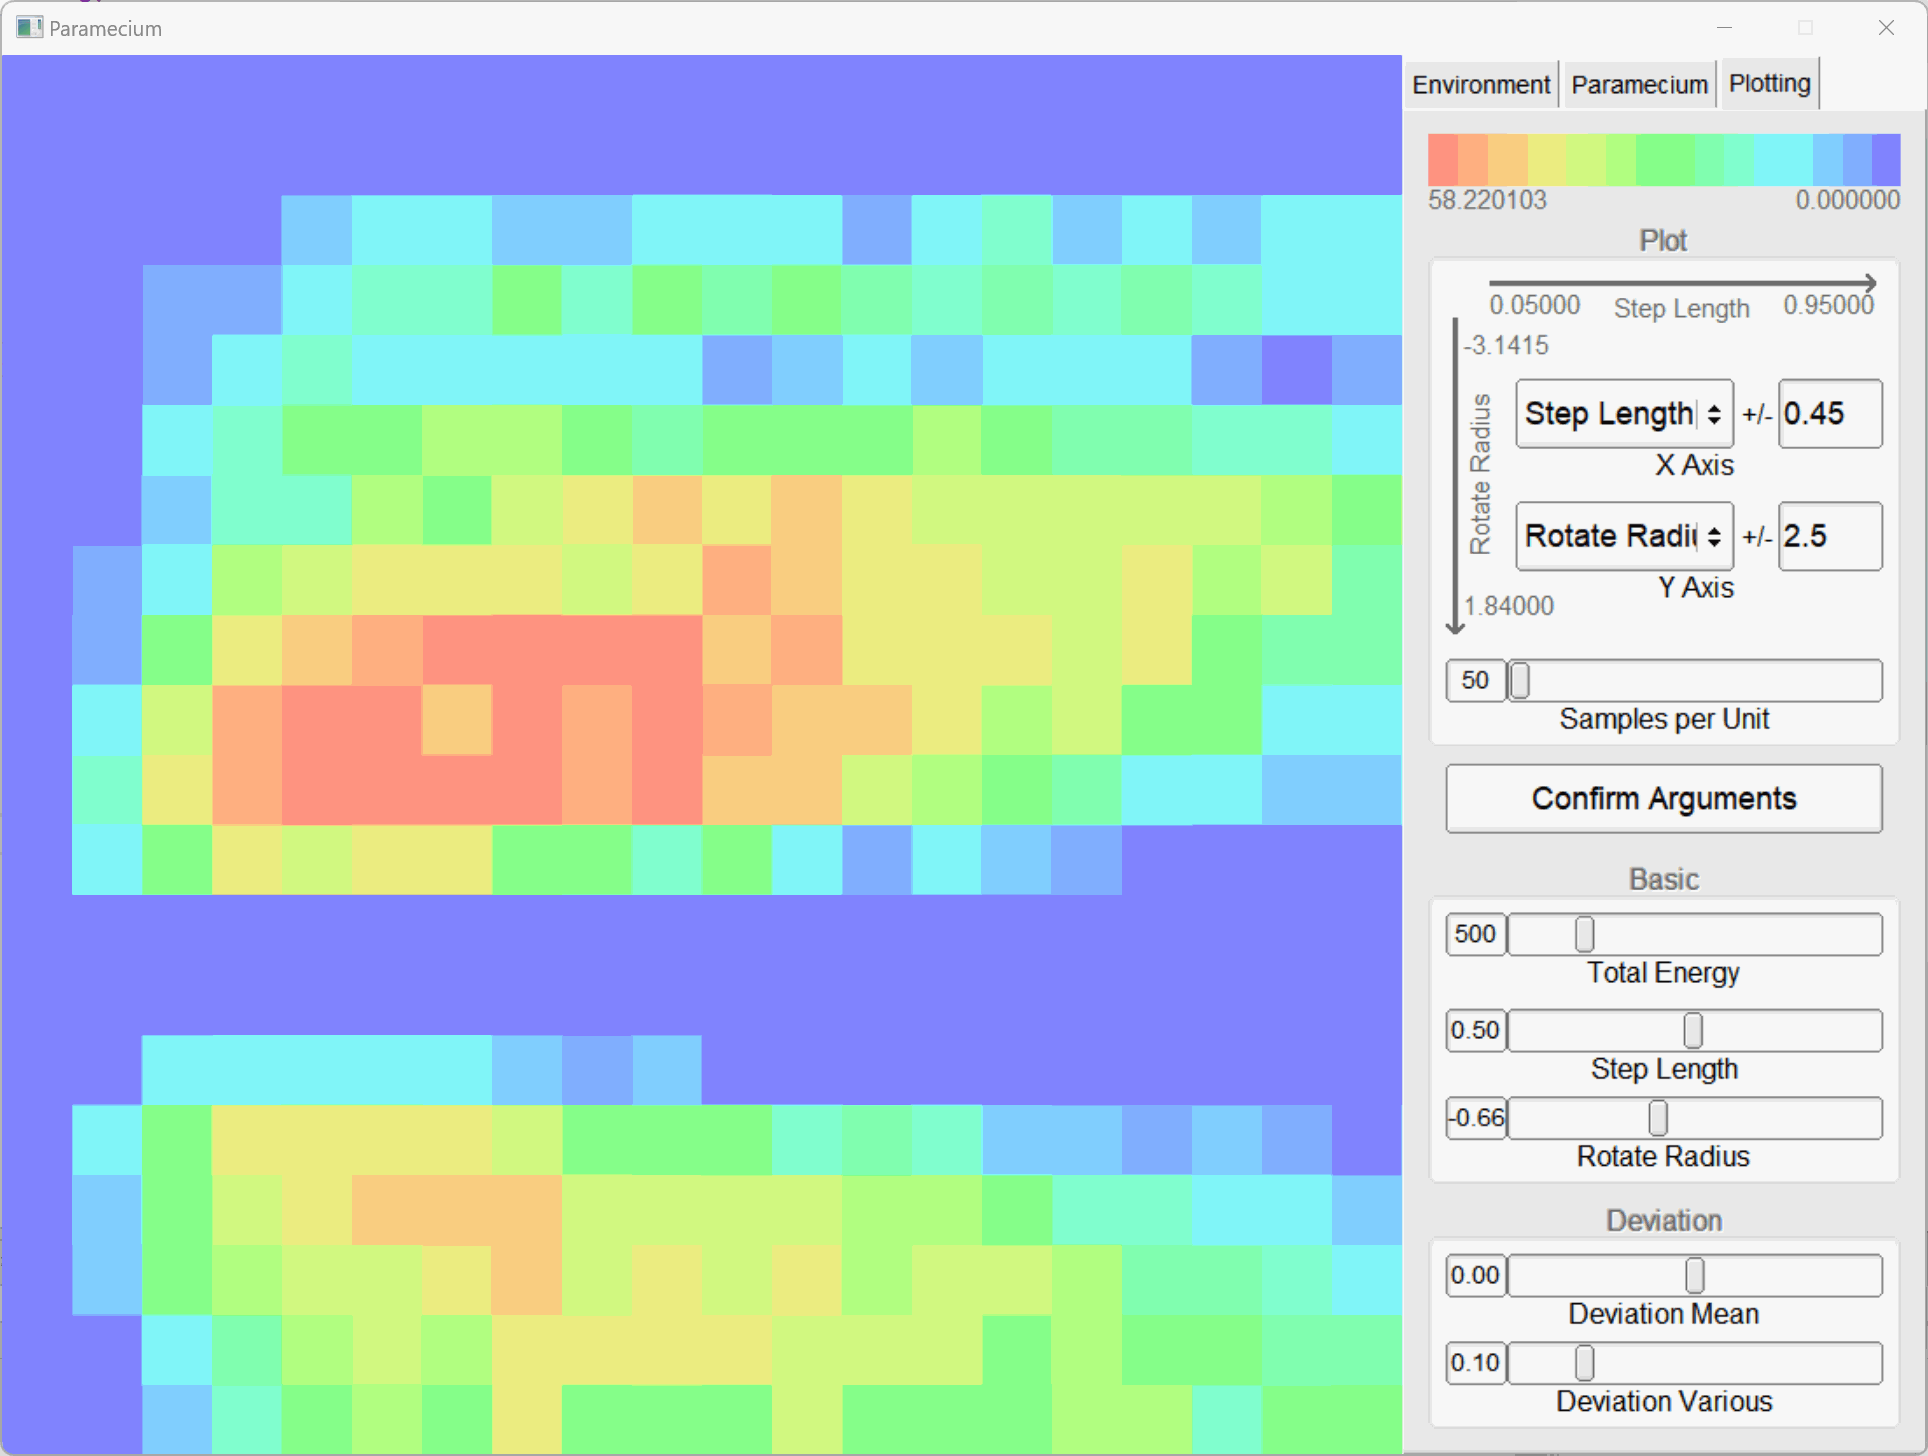 Paramecium
Environment Paramecium Plotting
58.220103 0.000000
Plot
0.05000 Step Length 0.95000
-3.1415
Rotate Radius
Step Length +/- 0.45
X Axis
Rotate Radi +/- 2.5
Y Axis
1.84000
50
Samples per Unit
Confirm Arguments
Basic
500
Total Energy
0.50
Step Length
-0.66
Rotate Radius
Deviation
0.00
Deviation Mean
0.10
Deviation Various